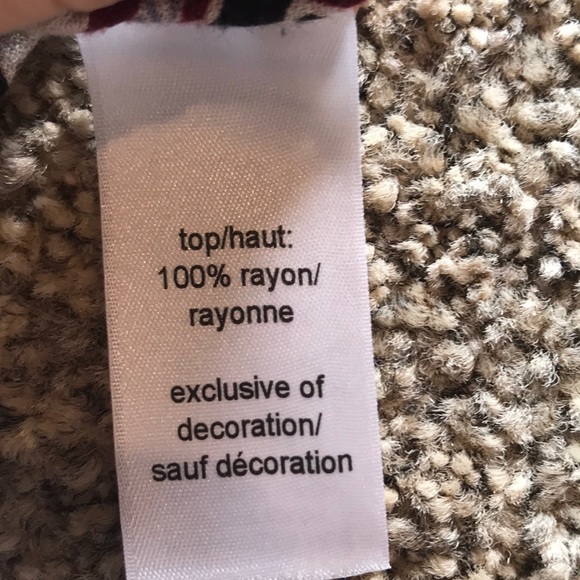 top/haut:
100% rayon/
rayonne
exclusive of
decoration/
sauf décoration